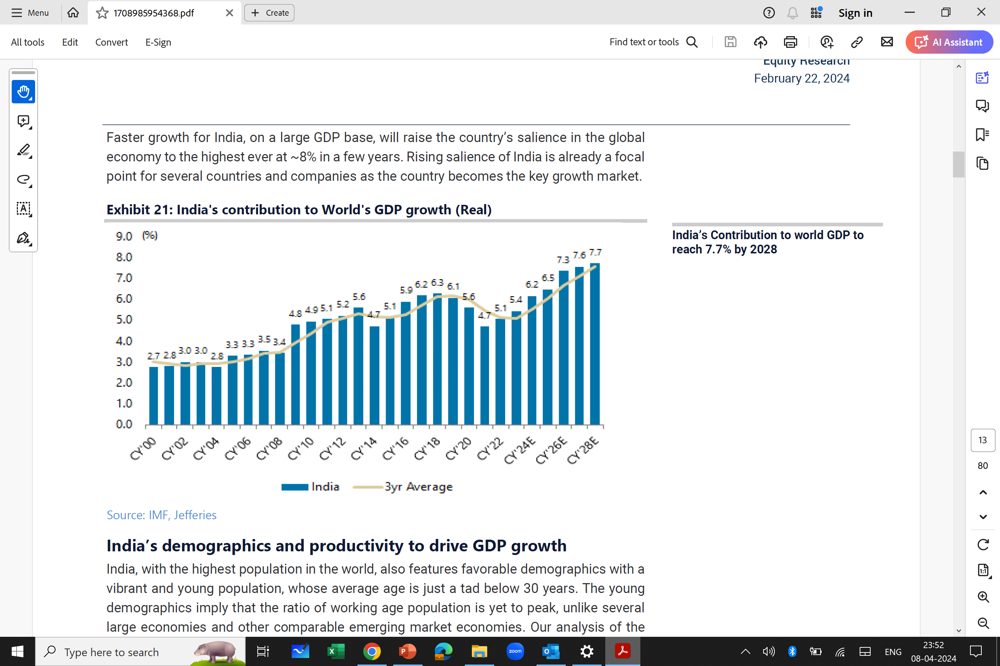 Menu
1708985954368.pdf
Create
Sign in
All tools
Edit
Convert
E-Sign
Find text or tools
AI Assistant
Equity Research
February 22, 2024
Faster growth for India, on a large GDP base, will raise the country’s salience in the global
economy to the highest ever at ~8% in a few years. Rising salience of India is already a focal
point for several countries and companies as the country becomes the key growth market.
Exhibit 21: India's contribution to World's GDP growth (Real)
India’s Contribution to world GDP to
reach 7.7% by 2028
9.0 (%)
8.0
7.0
6.0
5.0
4.0
3.0
2.0
1.0
0.0
2.7 2.8 3.0 3.0 2.8 3.3 3.3 3.5 3.4 4.8 4.9 5.1 5.2 5.6 4.7 5.1 5.9 6.2 6.3 6.1 5.6 4.7 5.1 5.4 6.2 6.5 7.3 7.6 7.7
CY'00 CY'02 CY'04 CY'06 CY'08 CY'10 CY'12 CY'14 CY'16 CY'18 CY'20 CY'22 CY'24E CY'26E CY'28E
India 3yr Average
Source: IMF, Jefferies
India’s demographics and productivity to drive GDP growth
India, with the highest population in the world, also features favorable demographics with a
vibrant and young population, whose average age is just a tad below 30 years. The young
demographics imply that the ratio of working age population is yet to peak, unlike several
large economies and other comparable emerging market economies. Our analysis of the
13
80
1:1
Type here to search
zoom
ENG
23:52
08-04-2024